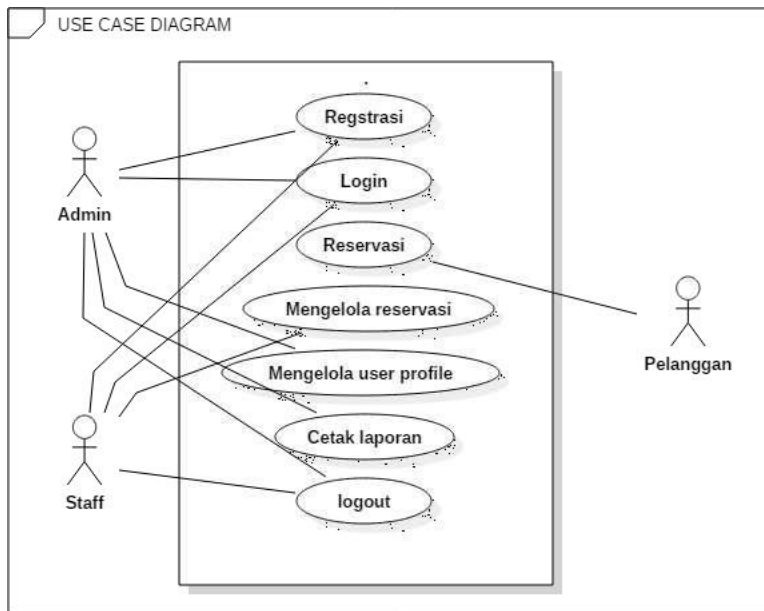 USE CASE DIAGRAM
Regstrasi
Login
Admin
Reservasi
Mengelola reservasi
Pelanggan
Mengelola user profile
Cetak laporan
Staff
logout